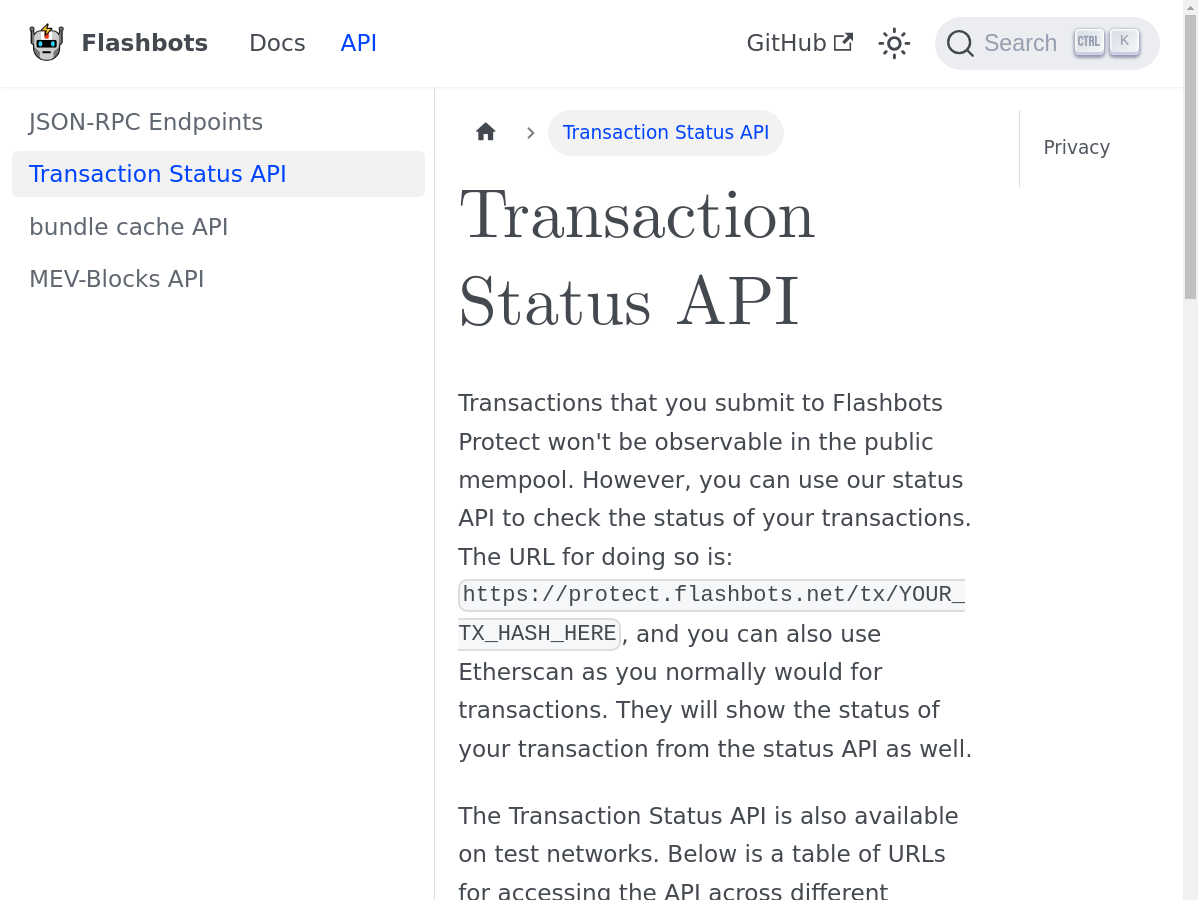 Flashbots Docs API GitHub Search CTRL K
JSON-RPC Endpoints
Transaction Status API
bundle cache API
MEV-Blocks API
Transaction Status API
Transaction
Status API
Transactions that you submit to Flashbots
Protect won't be observable in the public
mempool. However, you can use our status
API to check the status of your transactions.
The URL for doing so is:
https://protect.flashbots.net/tx/YOUR_
TX_HASH_HERE, and you can also use
Etherscan as you normally would for
transactions. They will show the status of
your transaction from the status API as well.
The Transaction Status API is also available
on test networks. Below is a table of URLs
for accessing the API across different
Privacy